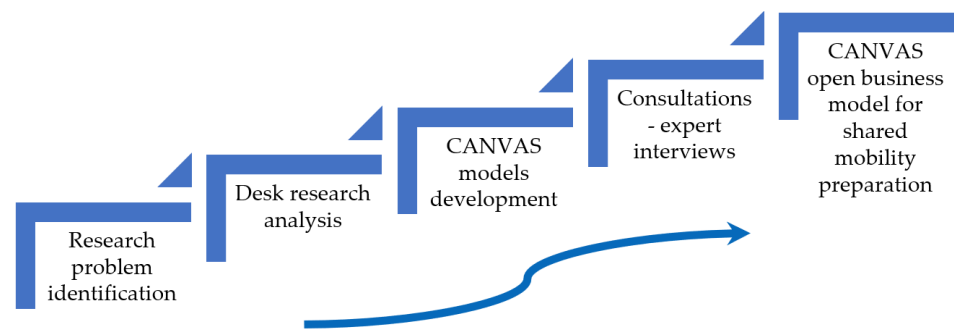 Research
problem
identification
Desk research
analysis
CANVAS
models
development
Consultations
- expert
interviews
CANVAS
open business
model for
shared
mobility
preparation